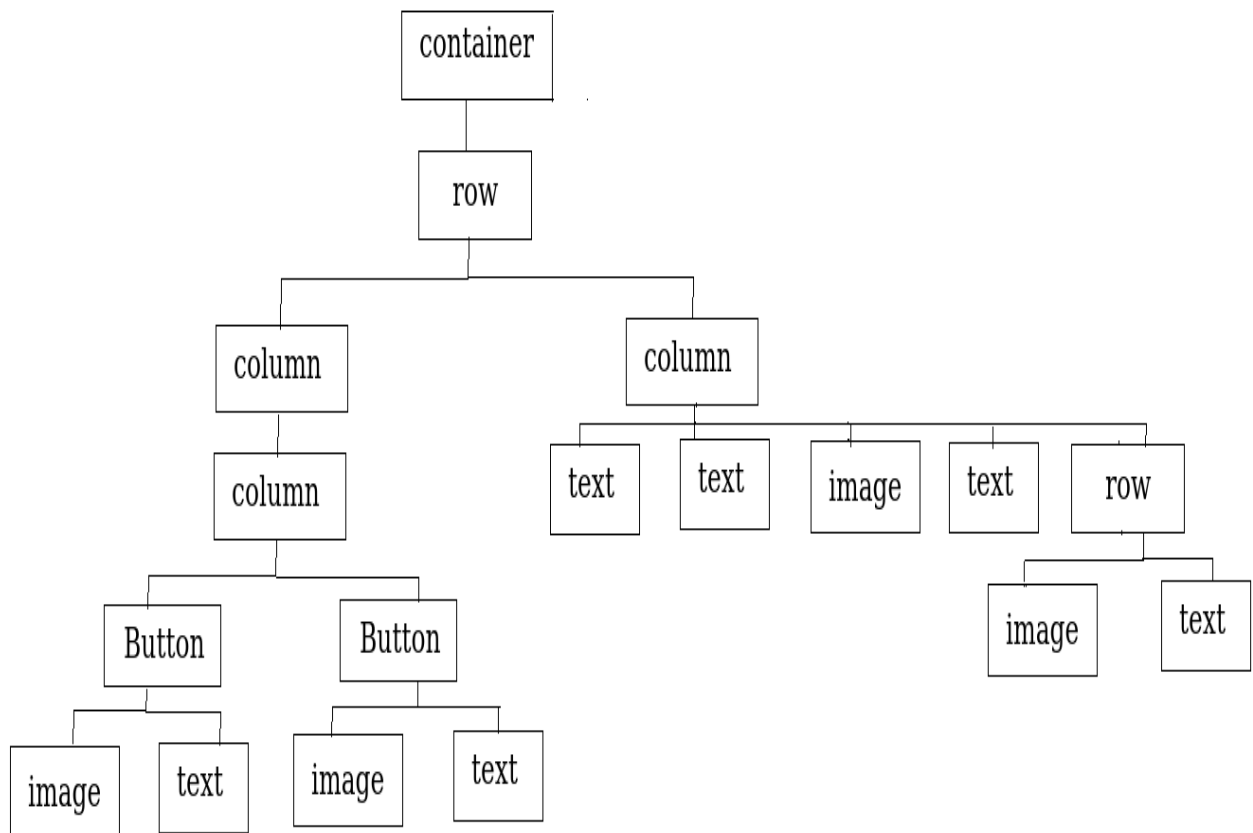 container
row
column
column
column
text
text
image
text
row
Button
Button
image
text
image
text
image
text